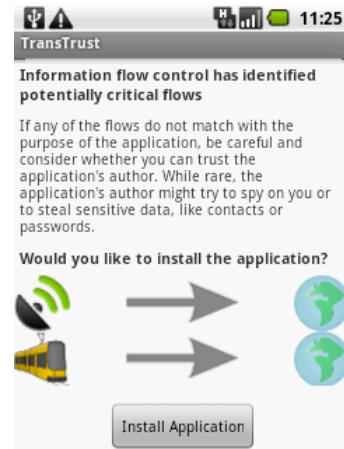 11:25
TransTrust
Information flow control has identified
potentially critical flows
If any of the flows do not match with the
purpose of the application, be careful and
consider whether you can trust the
application's author. While rare, the
application's author might try to spy on you or
to steal sensitive data, like contacts or
passwords.
Would you like to install the application?
Install Application